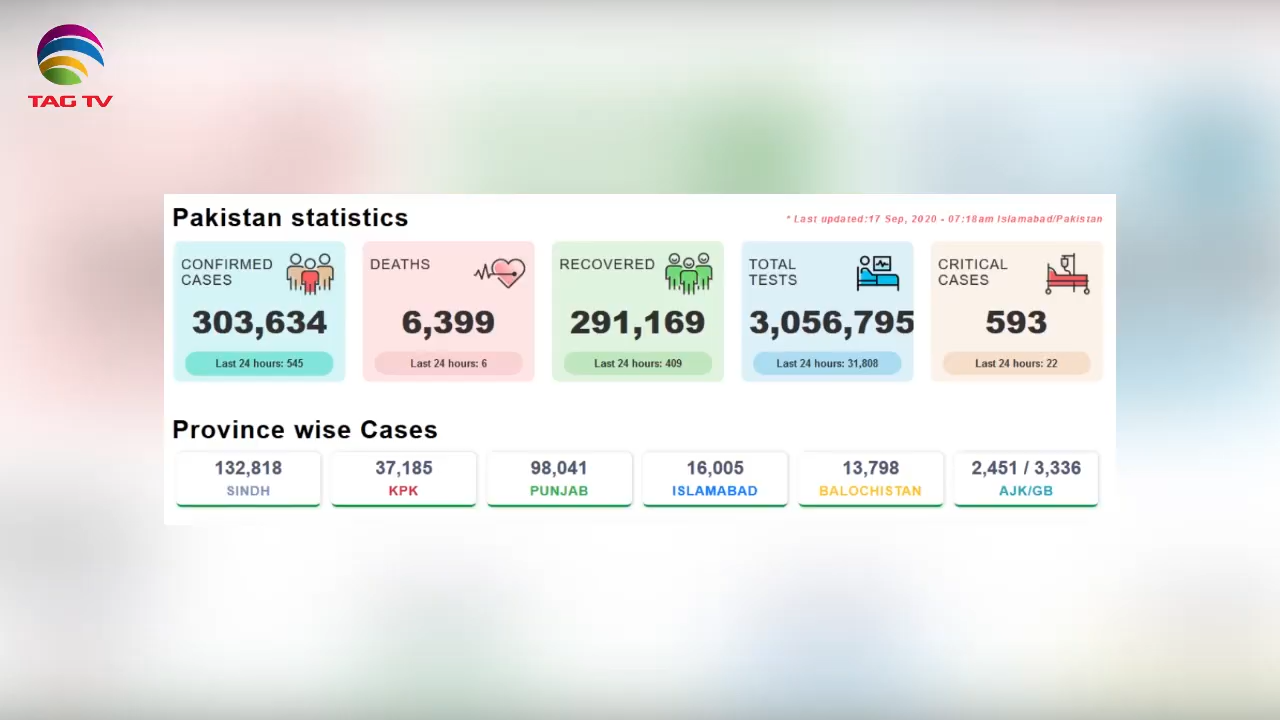 TAG TV
Pakistan statistics
* Last updated:17 Sep, 2020 - 07:18am Islamabad/Pakistan
CONFIRMED
CASES
303,634
Last 24 hours: 545
DEATHS
6,399
Last 24 hours: 6
RECOVERED
291,169
Last 24 hours: 409
TOTAL
TESTS
3,056,795
Last 24 hours: 31,808
CRITICAL
CASES
593
Last 24 hours: 22
Province wise Cases
132,818
SINDH
37,185
KPK
98,041
PUNJAB
16,005
ISLAMABAD
13,798
BALOCHISTAN
2,451 / 3,336
AJK/GB